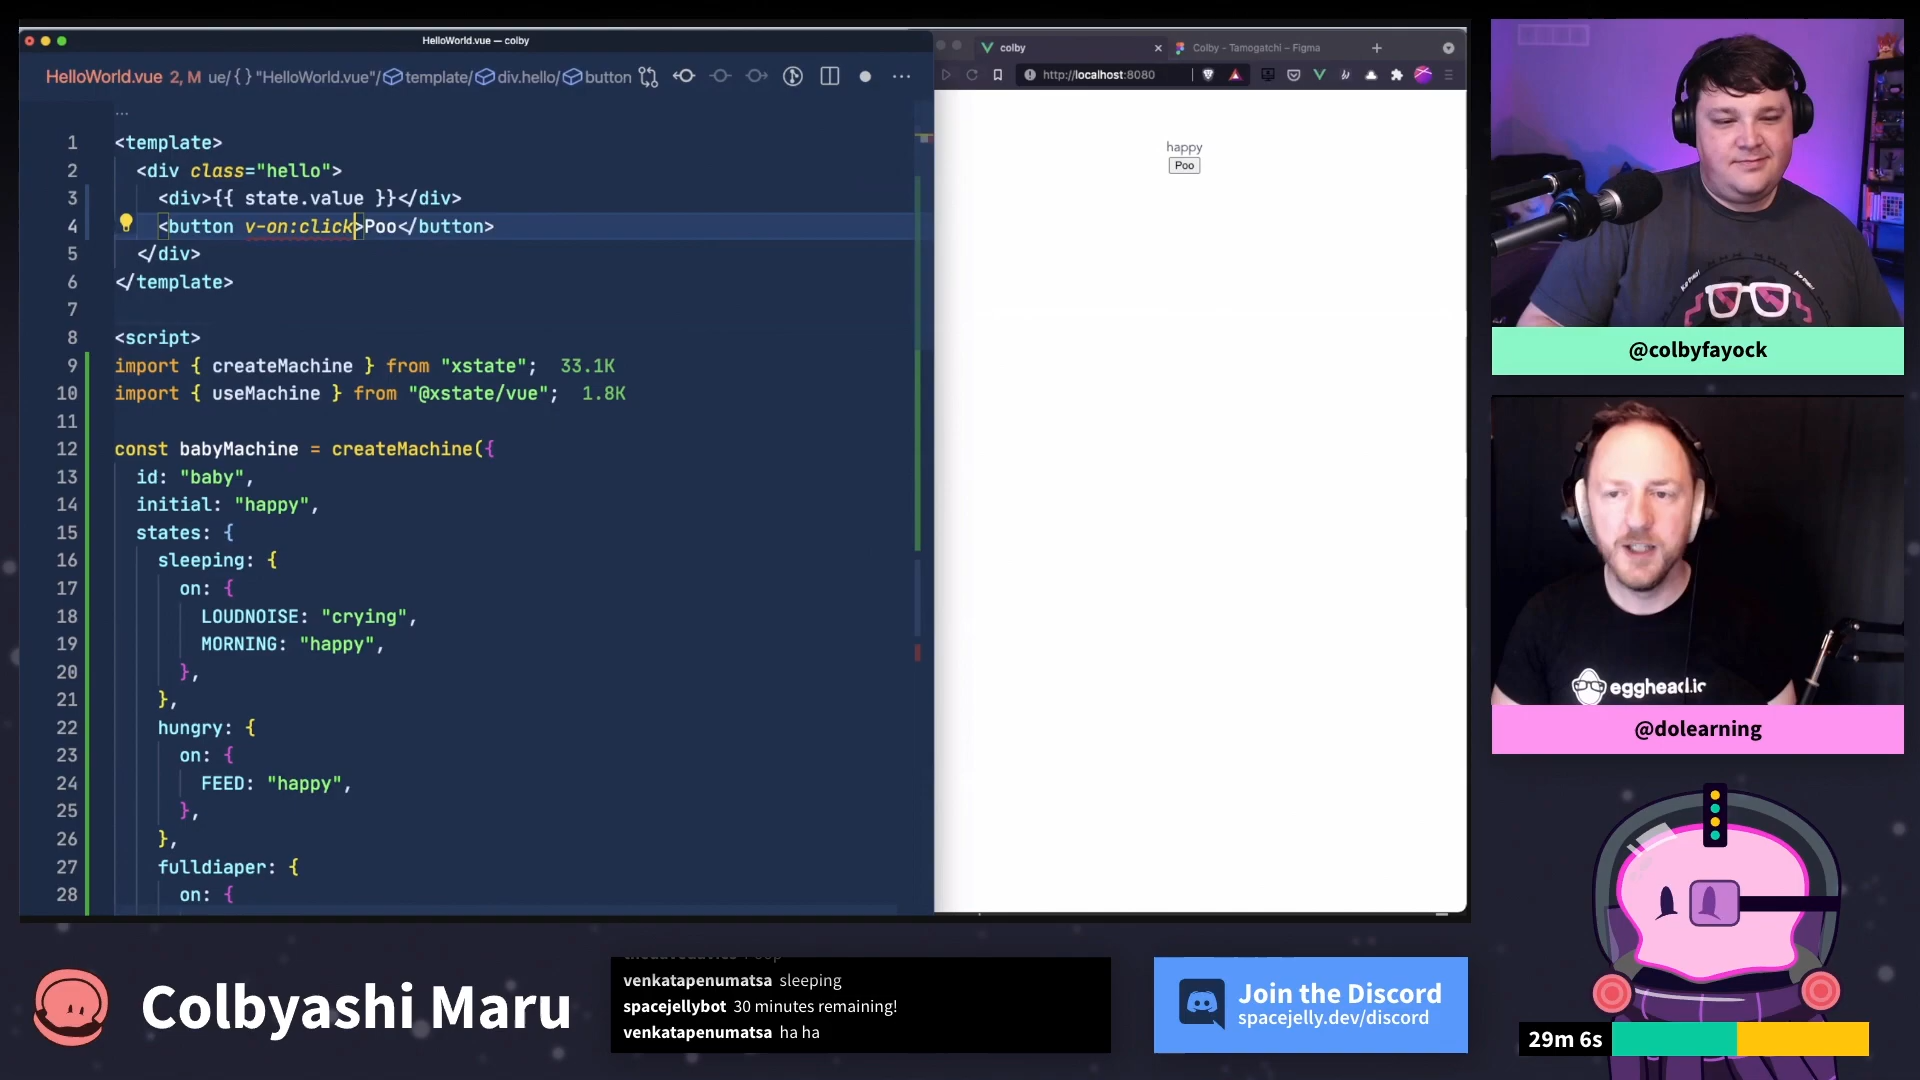 HelloWorld.vue — colby
HelloWorld.vue 2, M ue/{ } "HelloWorld.vue"/ template/ div.hello/ button
...
1 <template>
2 <div class="hello">
3 <div>{{ state.value }}</div>
4 <button v-on:click>Poo</button>
5 </div>
6 </template>
7
8 <script>
9 import { createMachine } from "xstate"; 33.1K
10 import { useMachine } from "@xstate/vue"; 1.8K
11
12 const babyMachine = createMachine({
13 id: "baby",
14 initial: "happy",
15 states: {
16 sleeping: {
17 on: {
18 LOUDNOISE: "crying",
19 MORNING: "happy",
20 },
21 },
22 hungry: {
23 on: {
24 FEED: "happy",
25 },
26 },
27 fulldiaper: {
28 on: {
colby
Colby - Tamogatchi – Figma
http://localhost:8080
happy
Poo
@colbyfayock
egghead.io
@dolearning
Colbyashi Maru
venkatapenumatsa sleeping
spacejellybot 30 minutes remaining!
venkatapenumatsa ha ha
Join the Discord
spacejelly.dev/discord
29m 6s